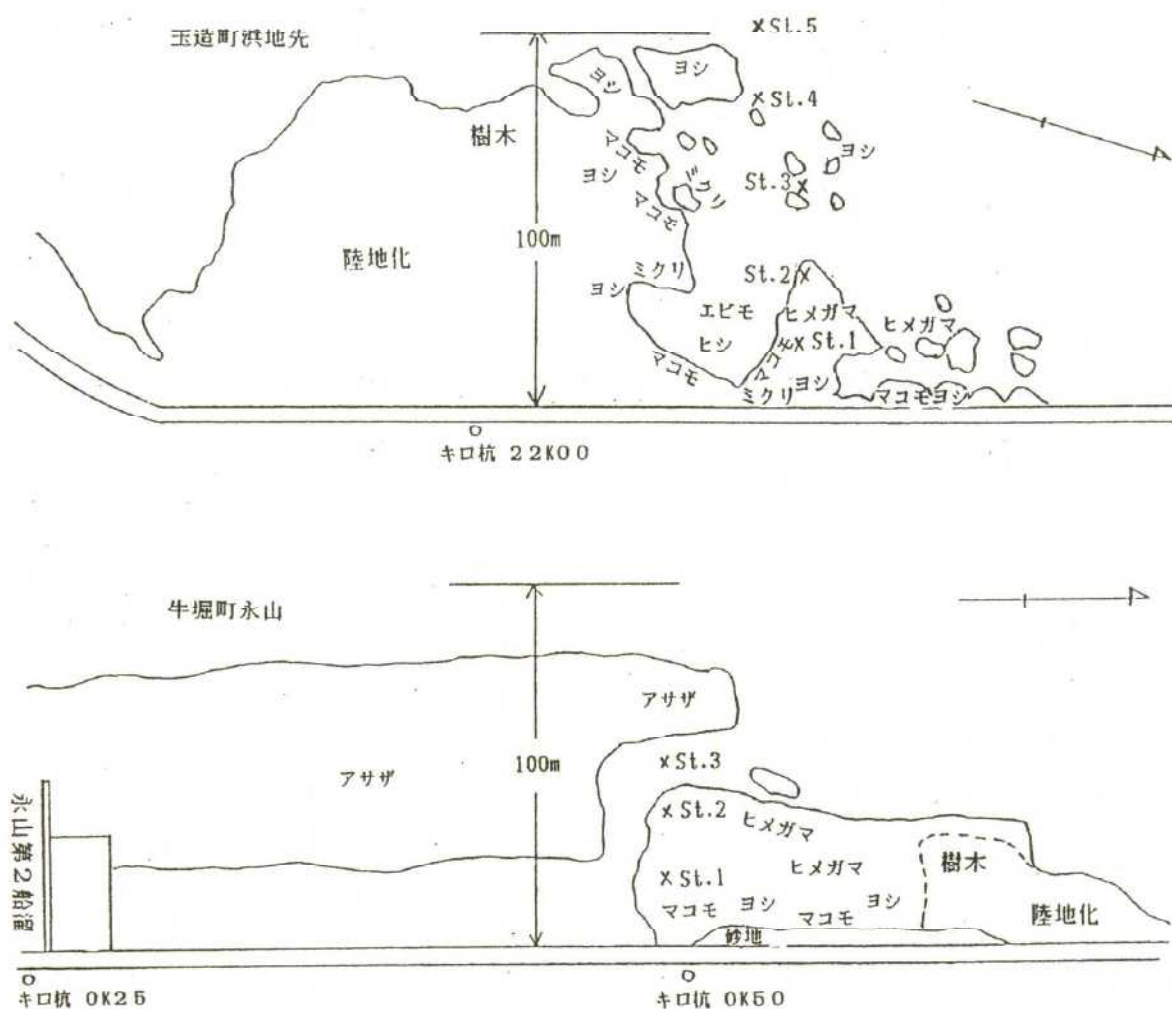 玉造町浜地先
×St.5
ヨシ
ヨシ
×St.4
樹木
マコモ
ヨシ
ヨシ
ミクリ
St.3×
マコモ
100m
陸地化
ミクリ
St.2×
ヨシ
エビモ
ヒメガマ
ヒメガマ
ヒシ
マコモ
×St.1
マコモ
ミクリ
ヨシ
マコモヨシ
キロ杭 22K00
牛堀町永山
アサザ
100m
×St.3
アサザ
×St.2
ヒメガマ
永山第2船溜
ヒメガマ
樹木
×St.1
マコモ
ヨシ
マコモ
ヨシ
陸地化
砂地
キロ杭 0K25
キロ杭 0K50